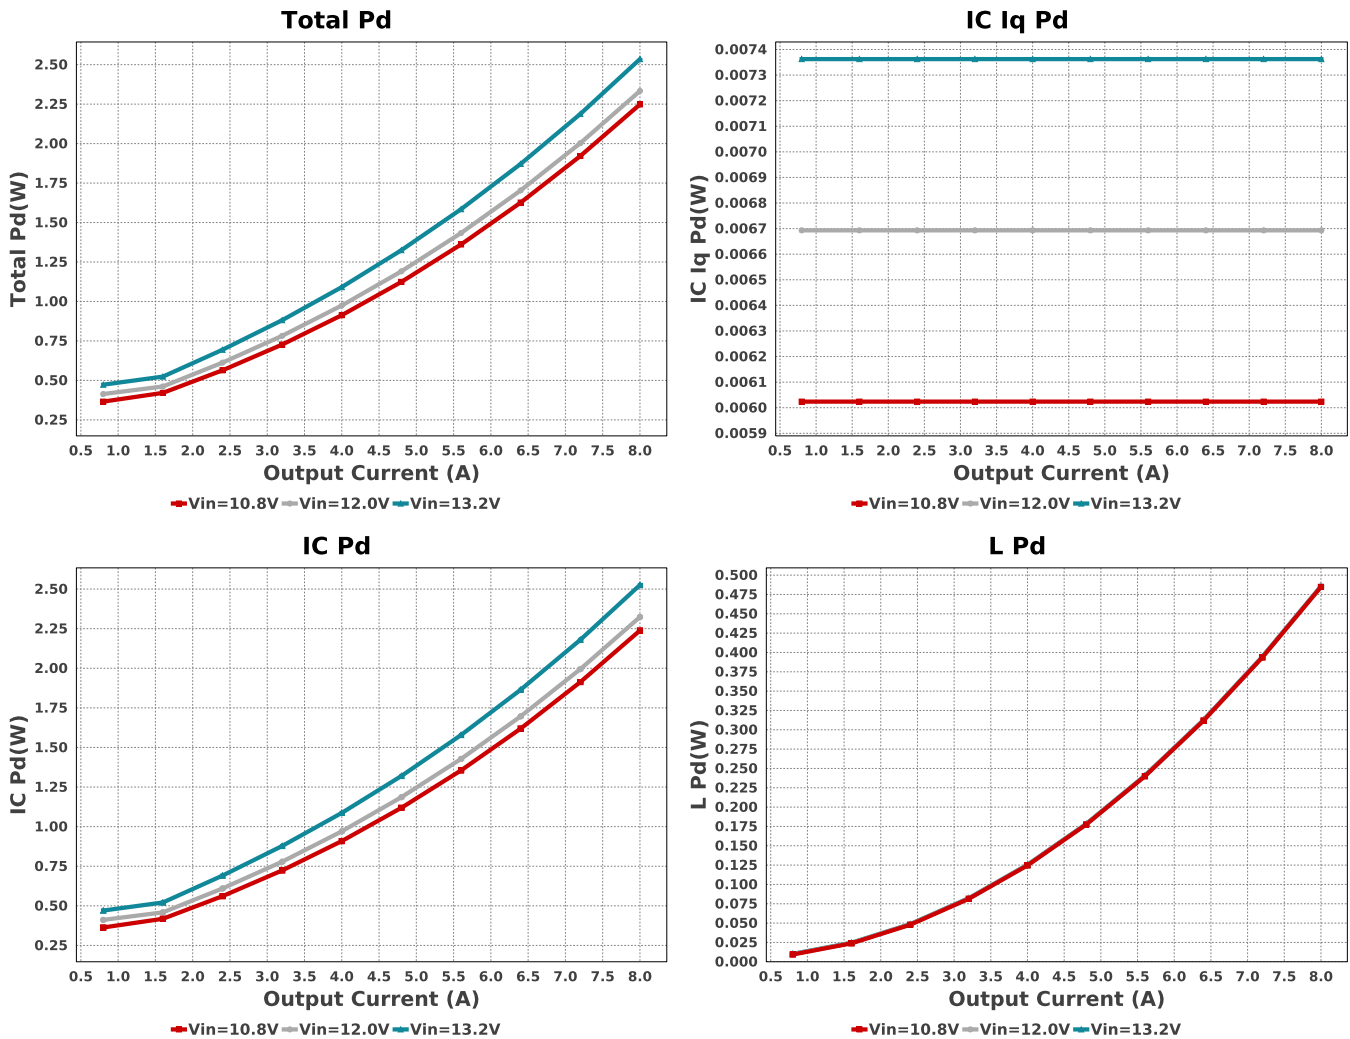 Total Pd
2.50
2.25
2.00
1.75
1.50
1.25
1.00
0.75
0.50
0.25
Total Pd(W)
0.5 1.0 1.5 2.0 2.5 3.0 3.5 4.0 4.5 5.0 5.5 6.0 6.5 7.0 7.5 8.0
Output Current (A)
Vin=10.8V Vin=12.0V Vin=13.2V
IC Iq Pd
0.0074
0.0073
0.0072
0.0071
0.0070
0.0069
0.0068
0.0067
0.0066
0.0065
0.0064
0.0063
0.0062
0.0061
0.0060
0.0059
IC Iq Pd(W)
0.5 1.0 1.5 2.0 2.5 3.0 3.5 4.0 4.5 5.0 5.5 6.0 6.5 7.0 7.5 8.0
Output Current (A)
Vin=10.8V Vin=12.0V Vin=13.2V
IC Pd
2.50
2.25
2.00
1.75
1.50
1.25
1.00
0.75
0.50
0.25
IC Pd(W)
0.5 1.0 1.5 2.0 2.5 3.0 3.5 4.0 4.5 5.0 5.5 6.0 6.5 7.0 7.5 8.0
Output Current (A)
Vin=10.8V Vin=12.0V Vin=13.2V
L Pd
0.500
0.475
0.450
0.425
0.400
0.375
0.350
0.325
0.300
0.275
0.250
0.225
0.200
0.175
0.150
0.125
0.100
0.075
0.050
0.025
0.000
L Pd(W)
0.5 1.0 1.5 2.0 2.5 3.0 3.5 4.0 4.5 5.0 5.5 6.0 6.5 7.0 7.5 8.0
Output Current (A)
Vin=10.8V Vin=12.0V Vin=13.2V